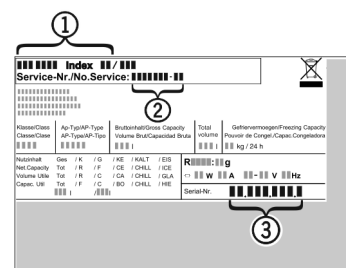 1
Index /
Service-Nr./No.Service: -
2
Klasse/Class
Classe/Clase
Ap-Typ/AP-Type
AP-Type/AP-Tipo
Bruttoinhalt/Gross Capacity
Volume Brut/Capacidad Bruta
l
Total
volume
l
Gefriervermoegen/Freezing Capacity
Pouvoir de Congel./Capac.Congeladora
kg / 24 h
Nutzinhalt Ges / K / G / KE / KALT / EIS
Net.Capacity Tot / R / F / CE / CHILL / ICE
Volume Utile Tot / R / C / CA / CHILL / GLA
Capac. Util Tot / F / C / BO / CHILL / HIE
l / l
R : g
W A - V Hz
Serial-Nr. , , ,
3